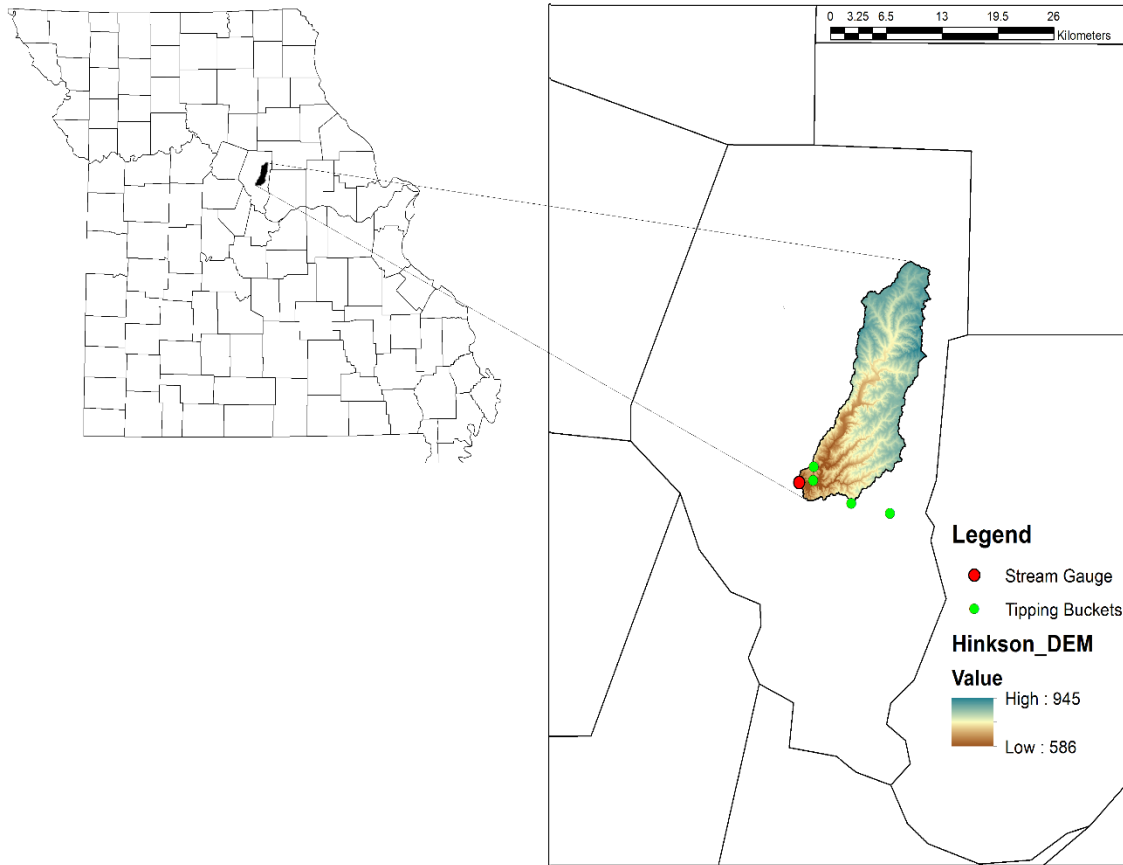 0 3.25 6.5 13 19.5 26
Kilometers
Legend
Stream Gauge
Tipping Buckets
Hinkson_DEM
Value
High : 945
Low : 586